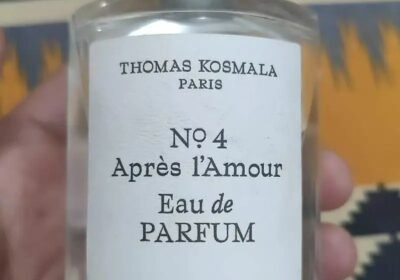 THOMAS KOSMALA
PARIS
Nº 4
Après l'Amour
Eau de
PARFUM